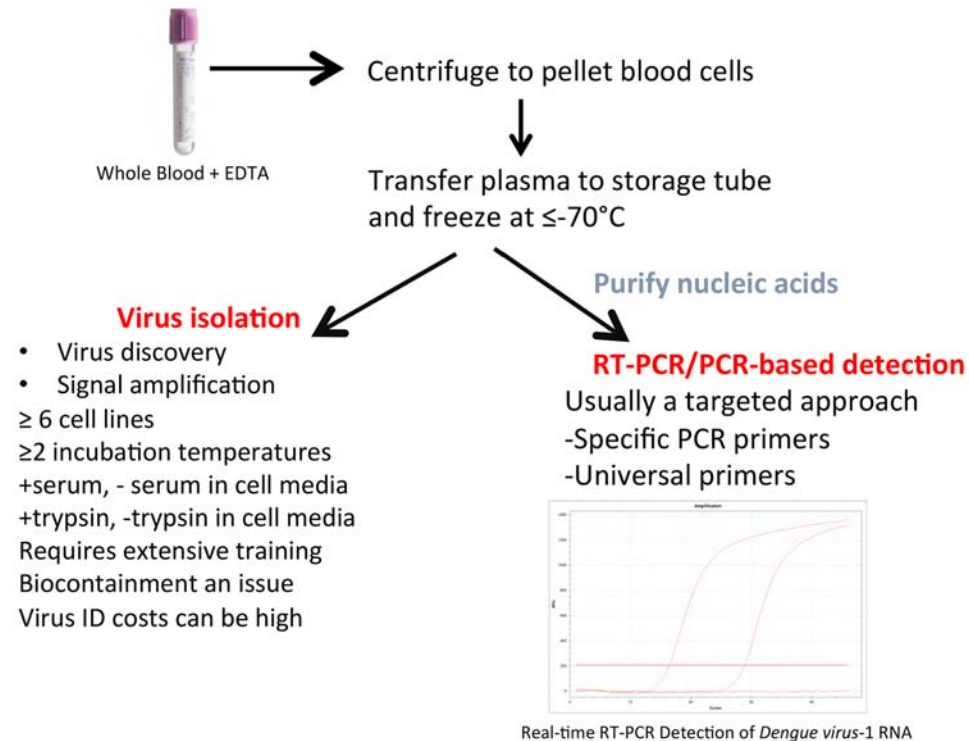 Whole Blood + EDTA
Centrifuge to pellet blood cells
Transfer plasma to storage tube
and freeze at ≤-70°C
Virus isolation
• Virus discovery
• Signal amplification
≥ 6 cell lines
≥2 incubation temperatures
+serum, - serum in cell media
+trypsin, -trypsin in cell media
Requires extensive training
Biocontainment an issue
Virus ID costs can be high
Purify nucleic acids
RT-PCR/PCR-based detection
Usually a targeted approach
-Specific PCR primers
-Universal primers
Amplification
Cycles
Real-time RT-PCR Detection of Dengue virus-1 RNA